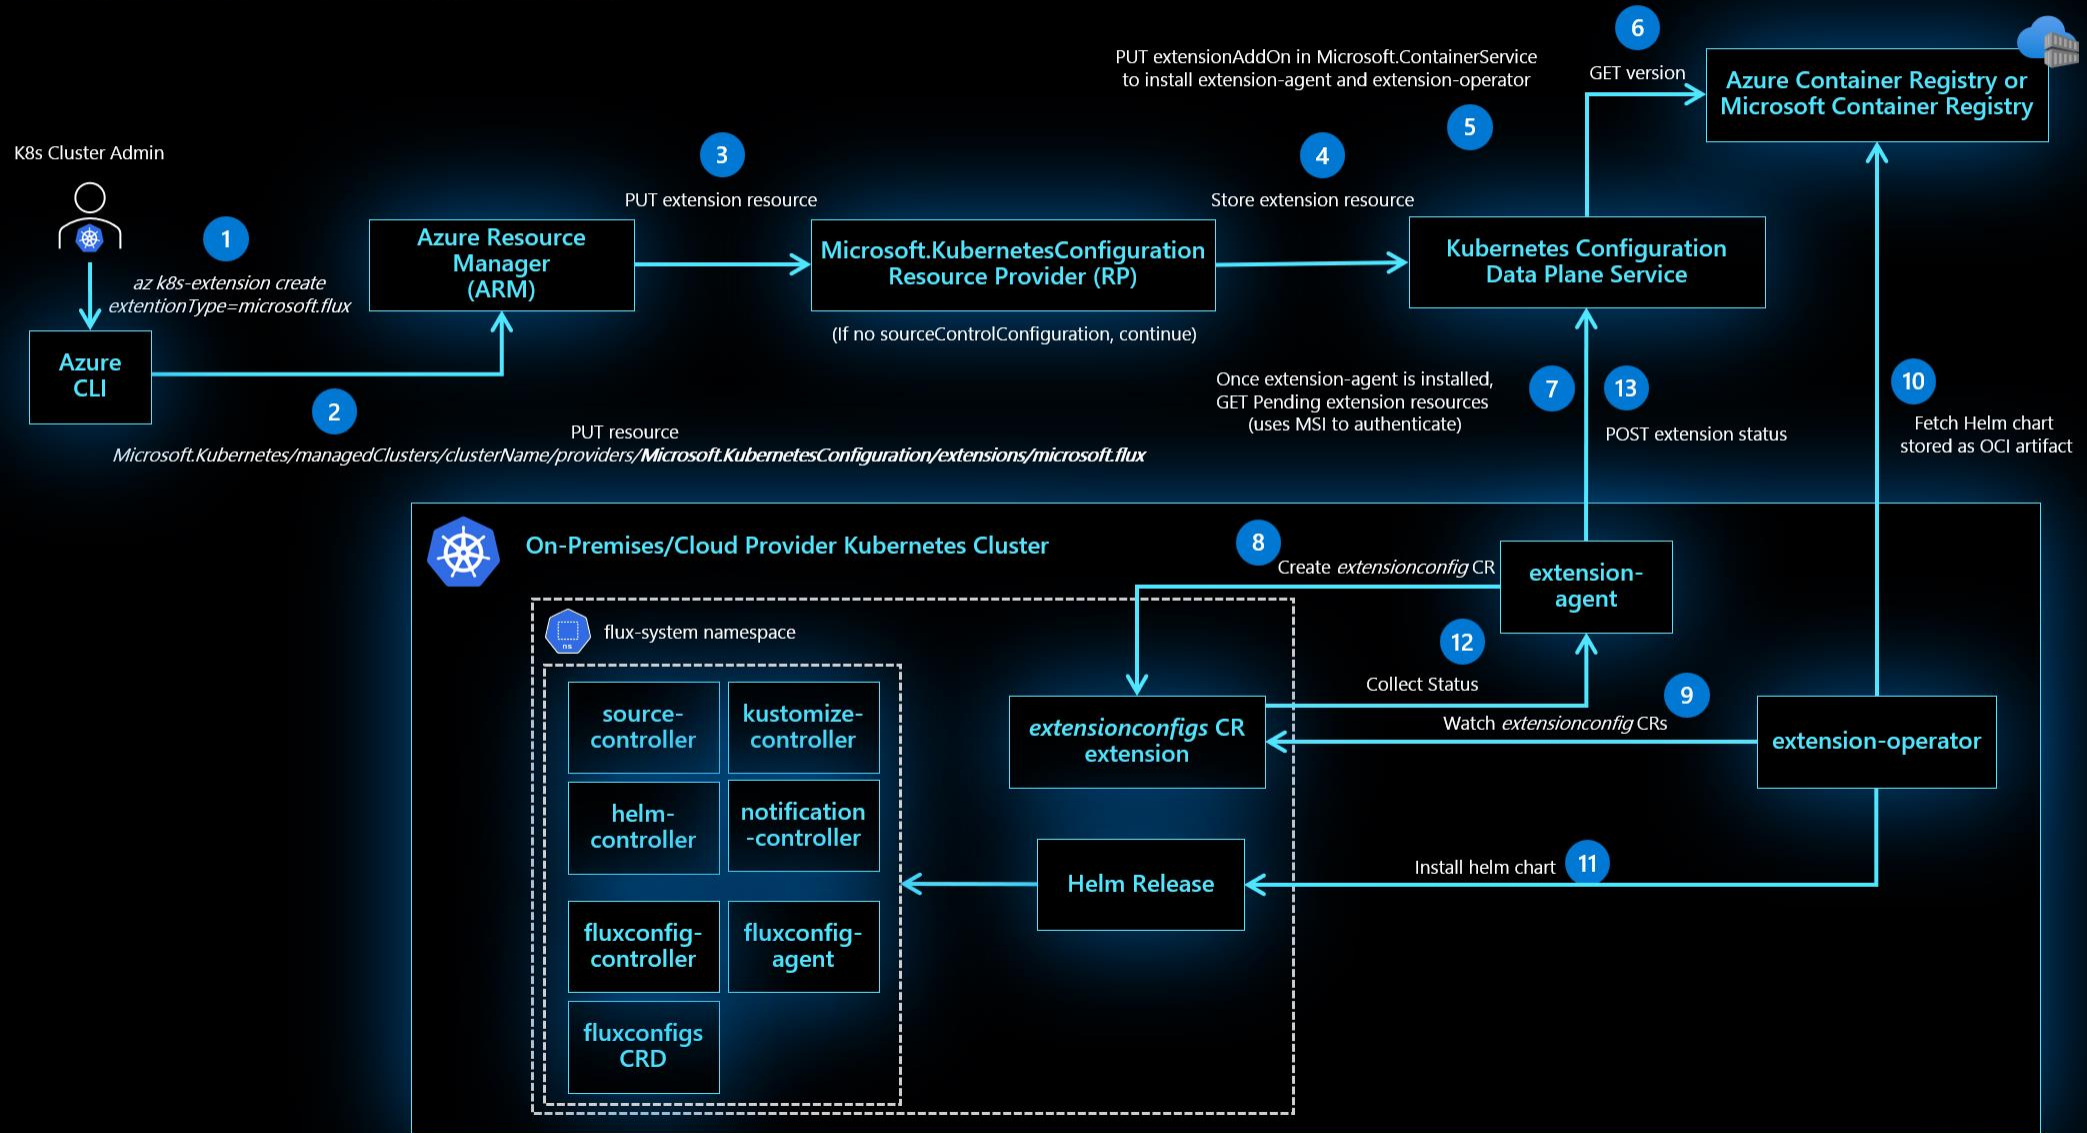 K8s Cluster Admin
1
az k8s-extension create
extentionType=microsoft.flux
Azure
CLI
2
PUT resource
Microsoft.Kubernetes/managedClusters/clusterName/providers/Microsoft.KubernetesConfiguration/extensions/microsoft.flux
Azure Resource
Manager
(ARM)
3
PUT extension resource
Microsoft.KubernetesConfiguration
Resource Provider (RP)
(If no sourceControlConfiguration, continue)
4
Store extension resource
PUT extensionAddOn in Microsoft.ContainerService
to install extension-agent and extension-operator
5
Kubernetes Configuration
Data Plane Service
6
GET version
Azure Container Registry or
Microsoft Container Registry
Once extension-agent is installed,
GET Pending extension resources
(uses MSI to authenticate)
7
13
POST extension status
10
Fetch Helm chart
stored as OCI artifact
On-Premises/Cloud Provider Kubernetes Cluster
8
Create extensionconfig CR
extension-
agent
ns
flux-system namespace
12
Collect Status
9
Watch extensionconfig CRs
source-
controller
kustomize-
controller
extensionconfigs CR
extension
extension-operator
helm-
controller
notification
-controller
Helm Release
Install helm chart
11
fluxconfig-
controller
fluxconfig-
agent
fluxconfigs
CRD